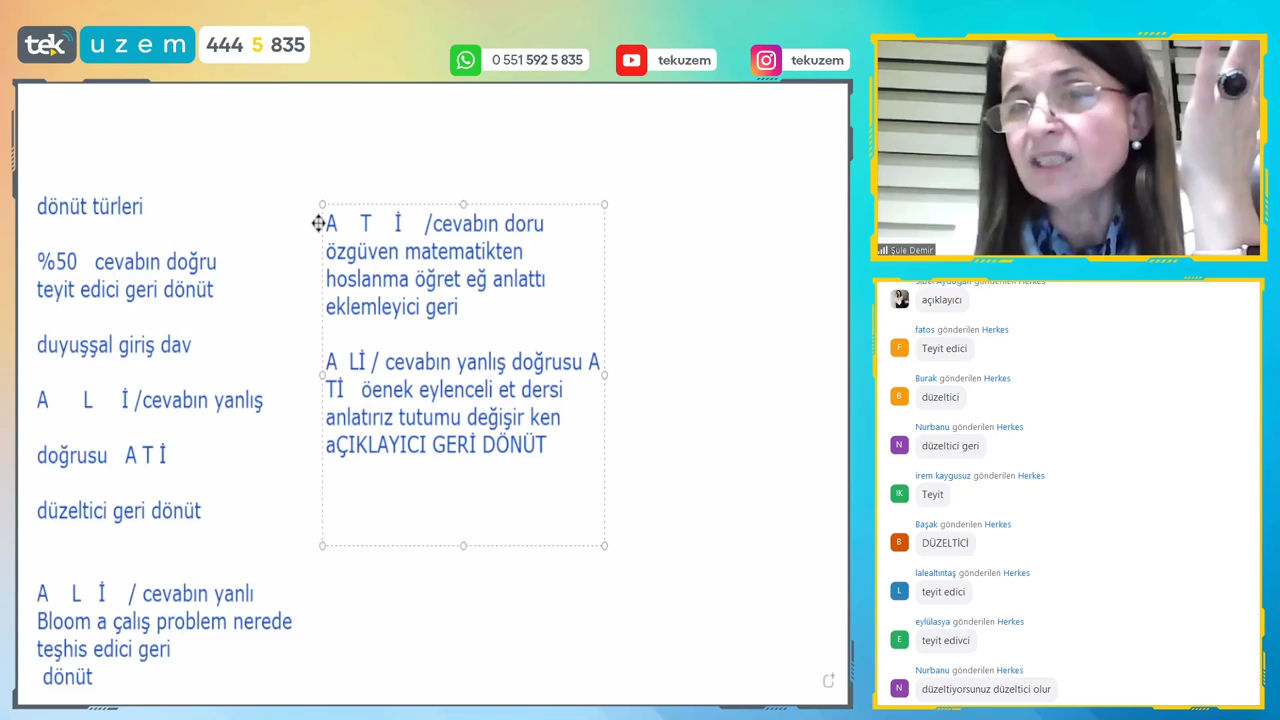 tek uzem 444 5 835
0 551 592 5 835
tekuzem
tekuzem
dönüt türleri
%50 cevabın doğru
teyit edici geri dönüt
duyuşşal giriş dav
A L İ /cevabın yanlış
doğrusu A T İ
düzeltici geri dönüt
A L İ / cevabın yanlı
Bloom a çalış problem nerede
teşhis edici geri
dönüt
A T İ /cevabın doru
özgüven matematikten
hoslanma öğret eğ anlattı
eklemleyici geri
A Lİ / cevabın yanlış doğrusu A
Tİ öenek eylenceli et dersi
anlatırız tutumu değişir ken
aÇIKLAYICI GERİ DÖNÜT
Şule Demir
gönderilen Herkes
açıklayıcı
fatos gönderilen Herkes
F
Teyit edici
Burak gönderilen Herkes
B
düzeltici
Nurbanu gönderilen Herkes
N
düzeltici geri
irem kaygusuz gönderilen Herkes
IK
Teyit
Başak gönderilen Herkes
B
DÜZELTİCİ
lalealtıntaş gönderilen Herkes
L
teyit edici
eylülasya gönderilen Herkes
E
teyit edivci
Nurbanu gönderilen Herkes
N
düzeltiyorsunuz düzeltici olur